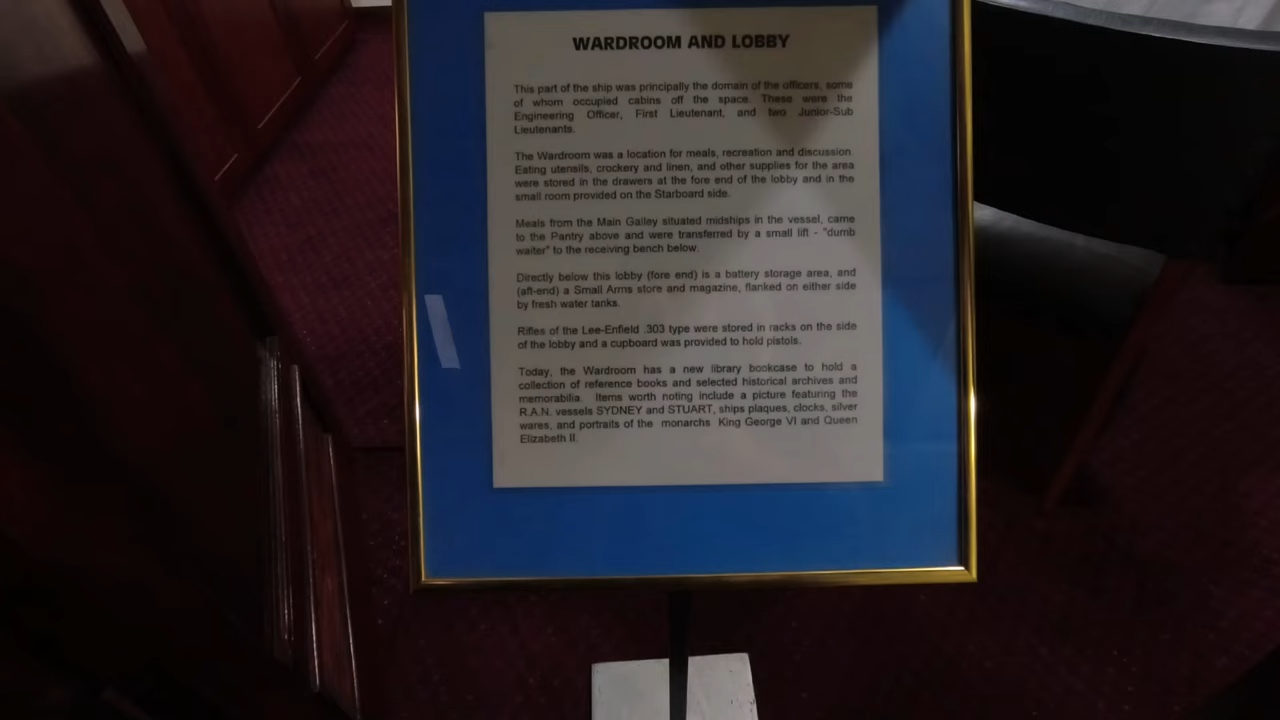 WARDROOM AND LOBBY
This part of the ship was principally the domain of the officers, some
of whom occupied cabins off the space. These were the
Engineering Officer, First Lieutenant, and two Junior-Sub
Lieutenants.
The Wardroom was a location for meals, recreation and discussion.
Eating utensils, crockery and linen, and other supplies for the area
were stored in the drawers at the fore end of the lobby and in the
small room provided on the Starboard side.
Meals from the Main Galley situated midships in the vessel, came
to the Pantry above and were transferred by a small lift - "dumb
waiter" to the receiving bench below.
Directly below this lobby (fore end) is a battery storage area, and
(aft-end) a Small Arms store and magazine, flanked on either side
by fresh water tanks.
Rifles of the Lee-Enfield .303 type were stored in racks on the side
of the lobby and a cupboard was provided to hold pistols.
Today, the Wardroom has a new library bookcase to hold a
collection of reference books and selected historical archives and
memorabilia. Items worth noting include a picture featuring the
R.A.N. vessels SYDNEY and STUART, ships plaques, clocks, silver
wares, and portraits of the monarchs King George VI and Queen
Elizabeth II.